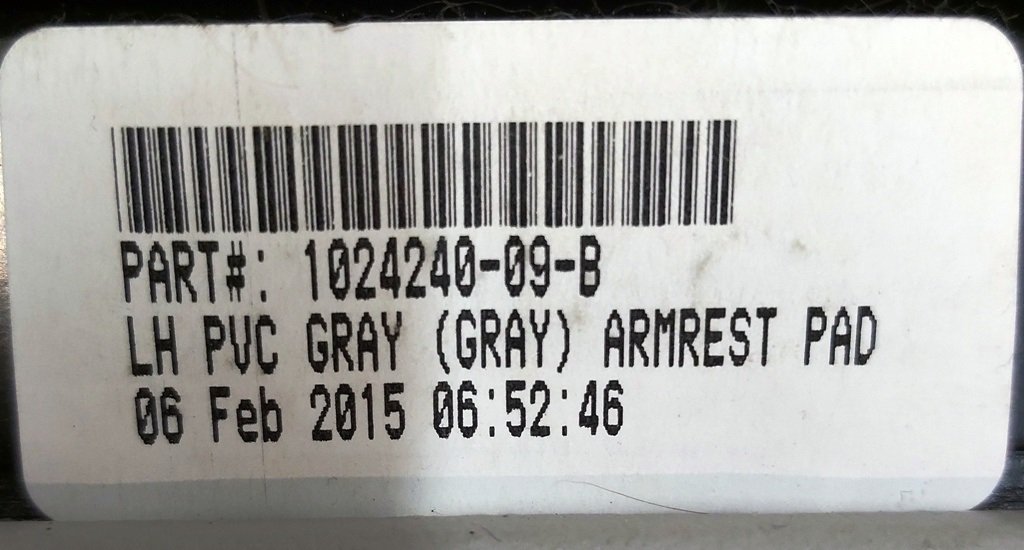 PART#: 1024240-09-B
LH PVC GRAY (GRAY) ARMREST PAD
06 Feb 2015 06:52:46